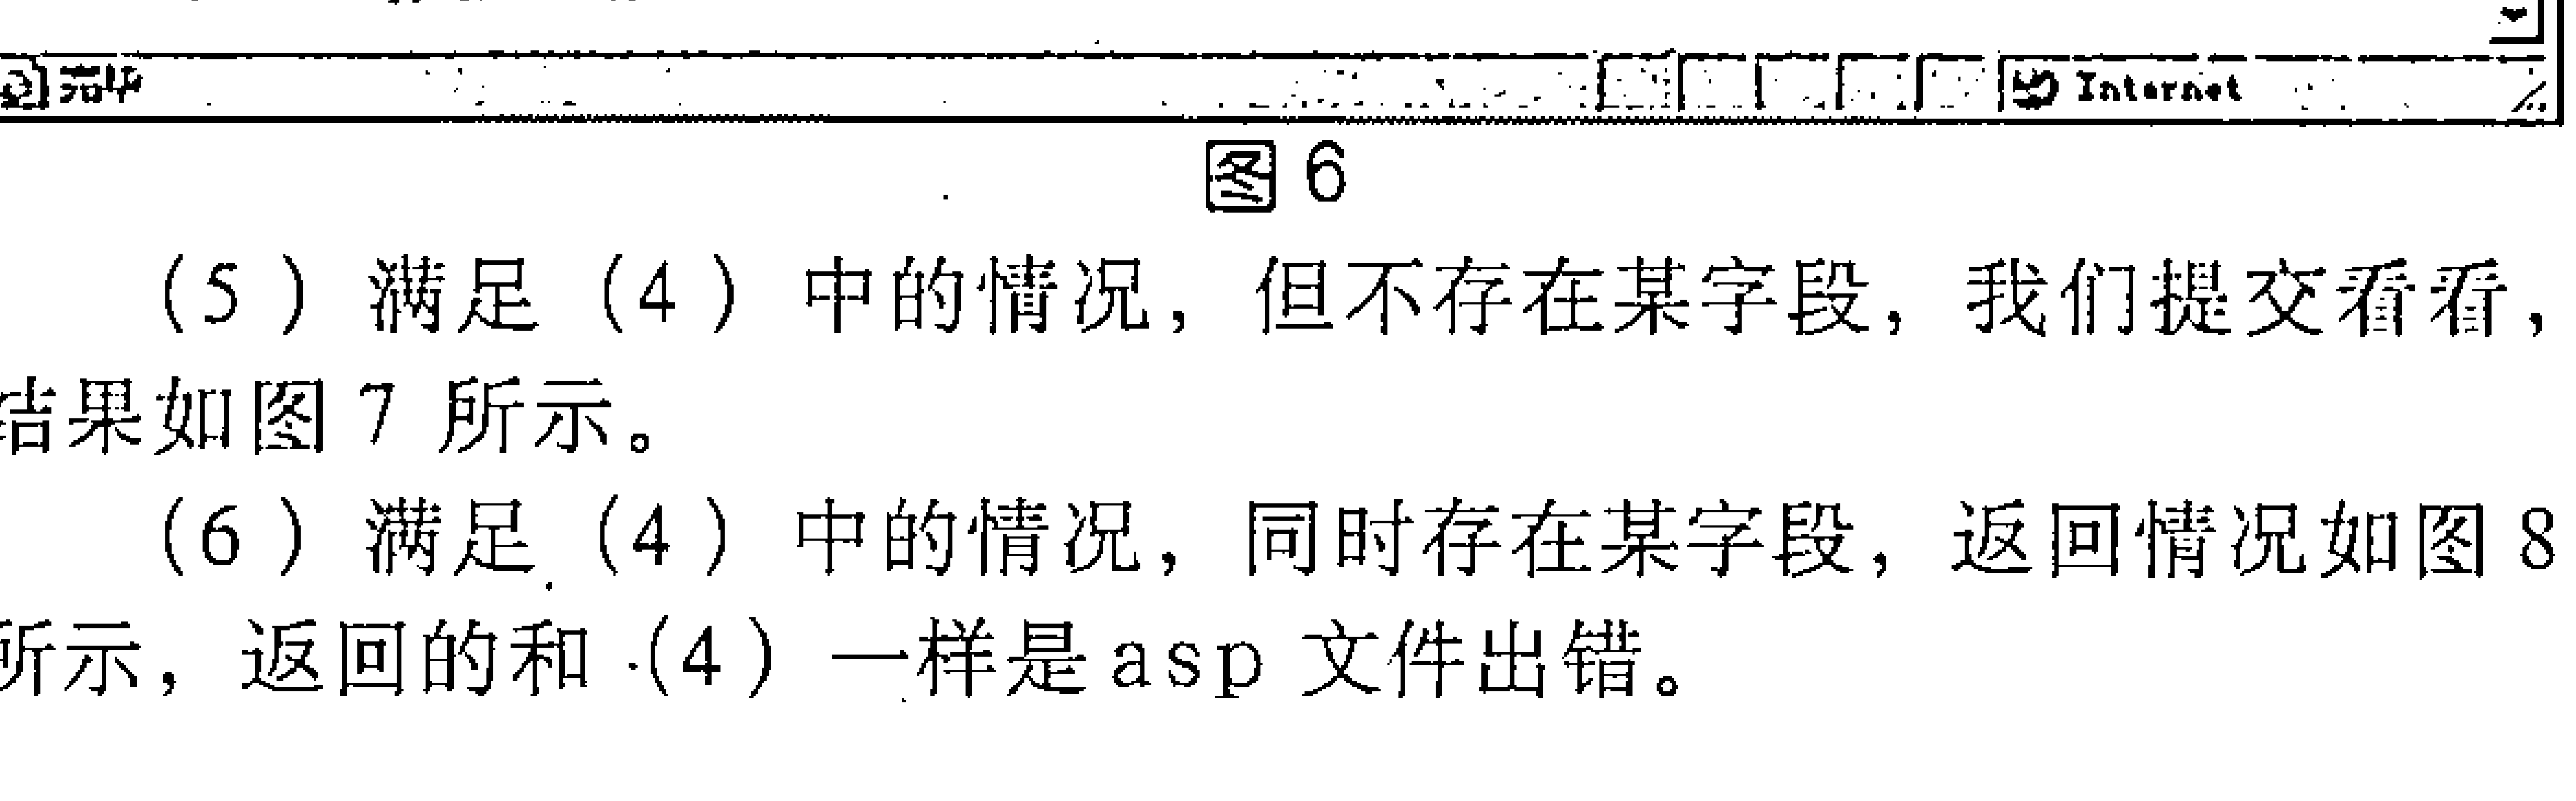 完毕 Internet
图 6
（5）满足（4）中的情况，但不存在某字段，我们提交看看，
结果如图 7 所示。
（6）满足（4）中的情况，同时存在某字段，返回情况如图 8
所示，返回的和（4）一样是 asp 文件出错。